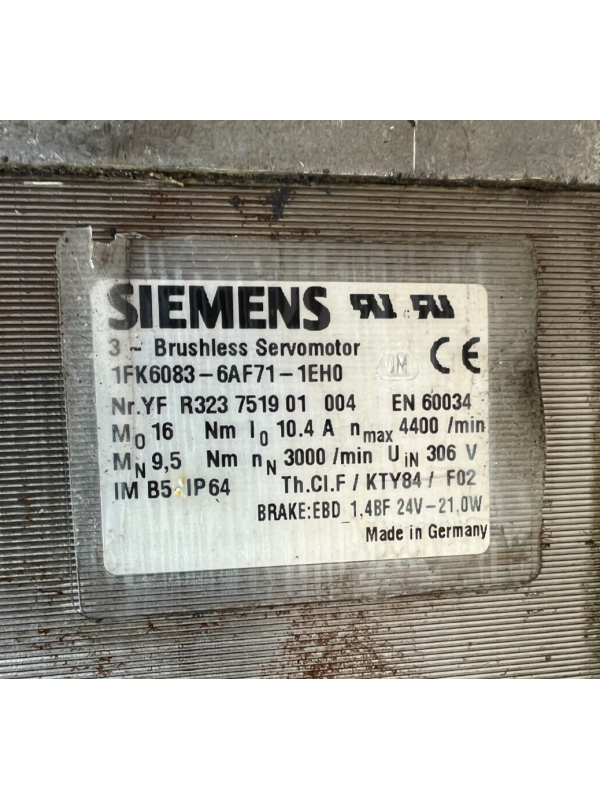 SIEMENS
3 ~ Brushless Servomotor
1FK6083-6AF71-1EH0
Nr.YF R323 7519 01 004 EN 60034
M0 16 Nm I0 10.4 A nmax 4400 /min
MN 9,5 Nm nN 3000 /min UiN 306 V
IM B5 IP64 Th.Cl.F / KTY84 / F02
BRAKE:EBD 1,4BF 24V-21,0W
Made in Germany